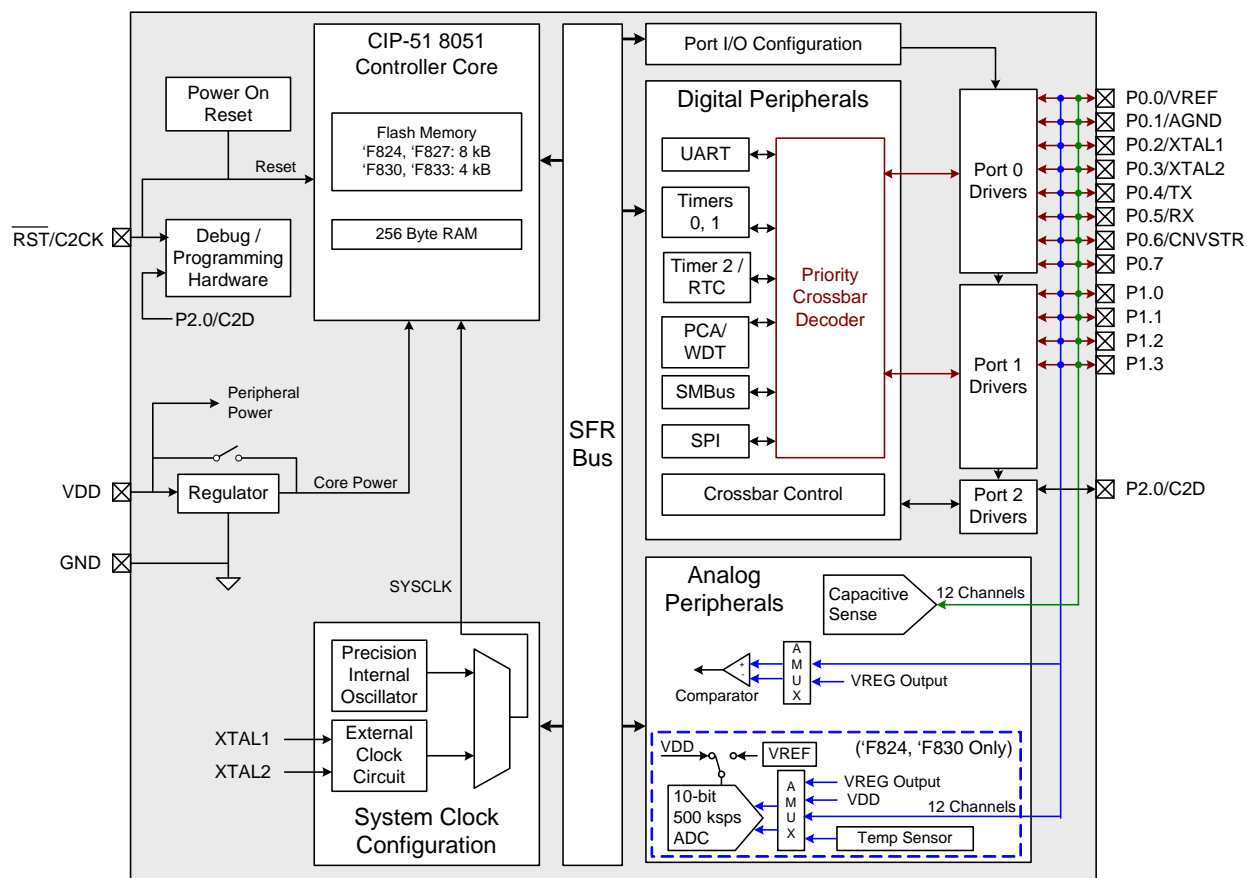 CIP-51 8051
Controller Core
Flash Memory
‘F824, ‘F827: 8 kB
‘F830, ‘F833: 4 kB
256 Byte RAM
Power On
Reset
Reset
RST/C2CK
Debug /
Programming
Hardware
P2.0/C2D
Peripheral
Power
VDD
Regulator
Core Power
GND
SYSCLK
Precision
Internal
Oscillator
XTAL1
XTAL2
External
Clock
Circuit
System Clock
Configuration
SFR
Bus
Port I/O Configuration
Digital Peripherals
UART
Timers
0, 1
Timer 2 /
RTC
PCA/
WDT
SMBus
SPI
Priority
Crossbar
Decoder
Crossbar Control
Port 0
Drivers
Port 1
Drivers
Port 2
Drivers
P0.0/VREF
P0.1/AGND
P0.2/XTAL1
P0.3/XTAL2
P0.4/TX
P0.5/RX
P0.6/CNVSTR
P0.7
P1.0
P1.1
P1.2
P1.3
P2.0/C2D
Analog
Peripherals
Capacitive
Sense
12 Channels
+
-
Comparator
A
M
U
X
VREG Output
(‘F824, ‘F830 Only)
VDD
VREF
10-bit
500 ksps
ADC
A
M
U
X
VREG Output
VDD
12 Channels
Temp Sensor